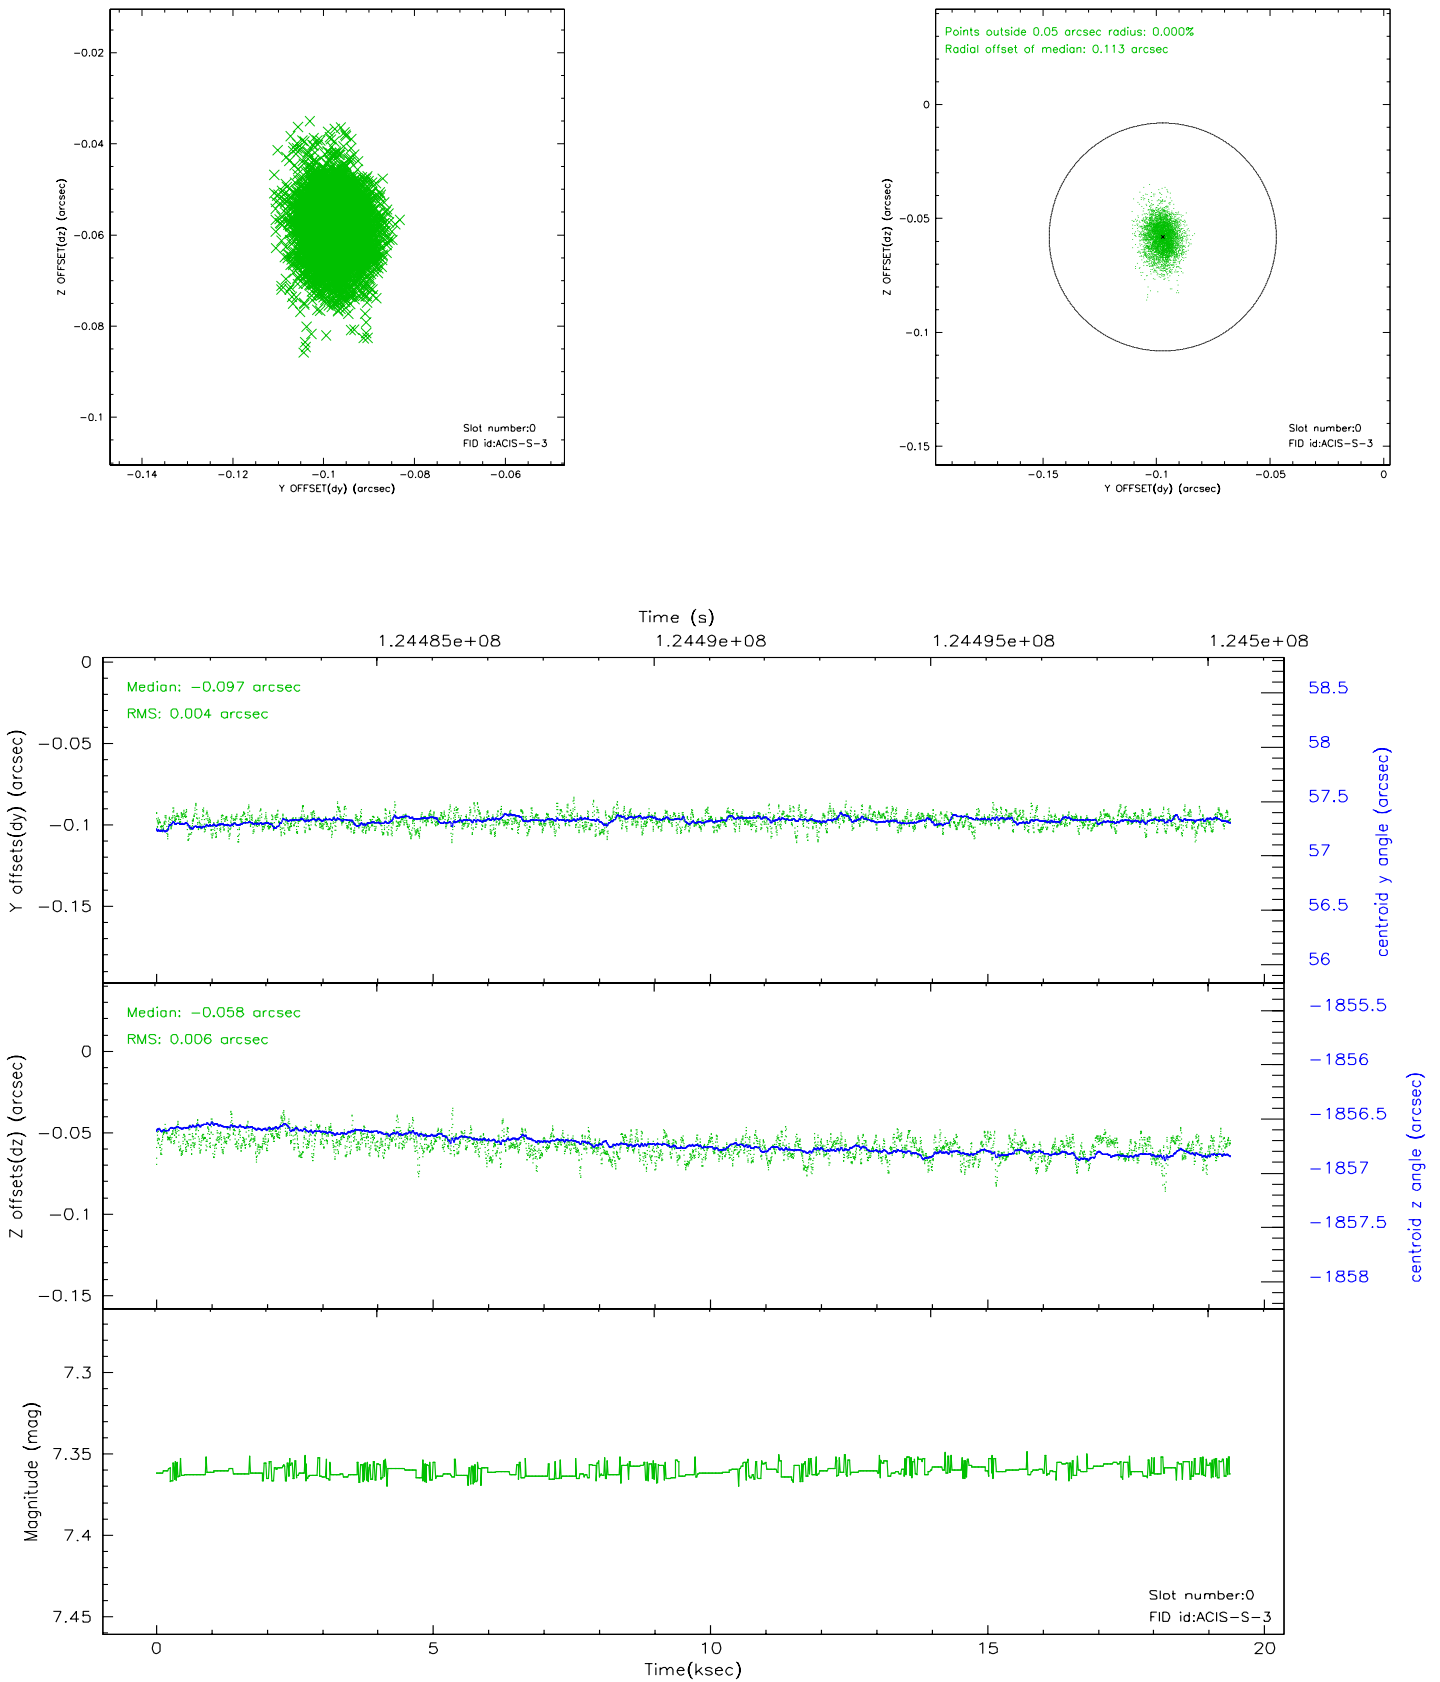 −0.02
−0.04
−0.06
−0.08
−0.1
Z OFFSET(dz) (arcsec)
Slot number:0
FID id:ACIS−S−3
−0.14 −0.12 −0.1 −0.08 −0.06
Y OFFSET(dy) (arcsec)
Points outside 0.05 arcsec radius: 0.000%
Radial offset of median: 0.113 arcsec
0
−0.05
−0.1
−0.15
Z OFFSET(dz) (arcsec)
Slot number:0
FID id:ACIS−S−3
−0.15 −0.1 −0.05 0
Y OFFSET(dy) (arcsec)
Time (s)
1.24485e+08 1.2449e+08 1.24495e+08 1.245e+08
Median: −0.097 arcsec
RMS: 0.004 arcsec
0
−0.05
−0.1
−0.15
Y offsets(dy) (arcsec)
58.5
58
57.5
57
56.5
56
centroid y angle (arcsec)
Median: −0.058 arcsec
RMS: 0.006 arcsec
0
−0.05
−0.1
−0.15
Z offsets(dz) (arcsec)
−1855.5
−1856
−1856.5
−1857
−1857.5
−1858
centroid z angle (arcsec)
7.3
7.35
7.4
7.45
Magnitude (mag)
Slot number:0
FID id:ACIS−S−3
0 5 10 15 20
Time(ksec)